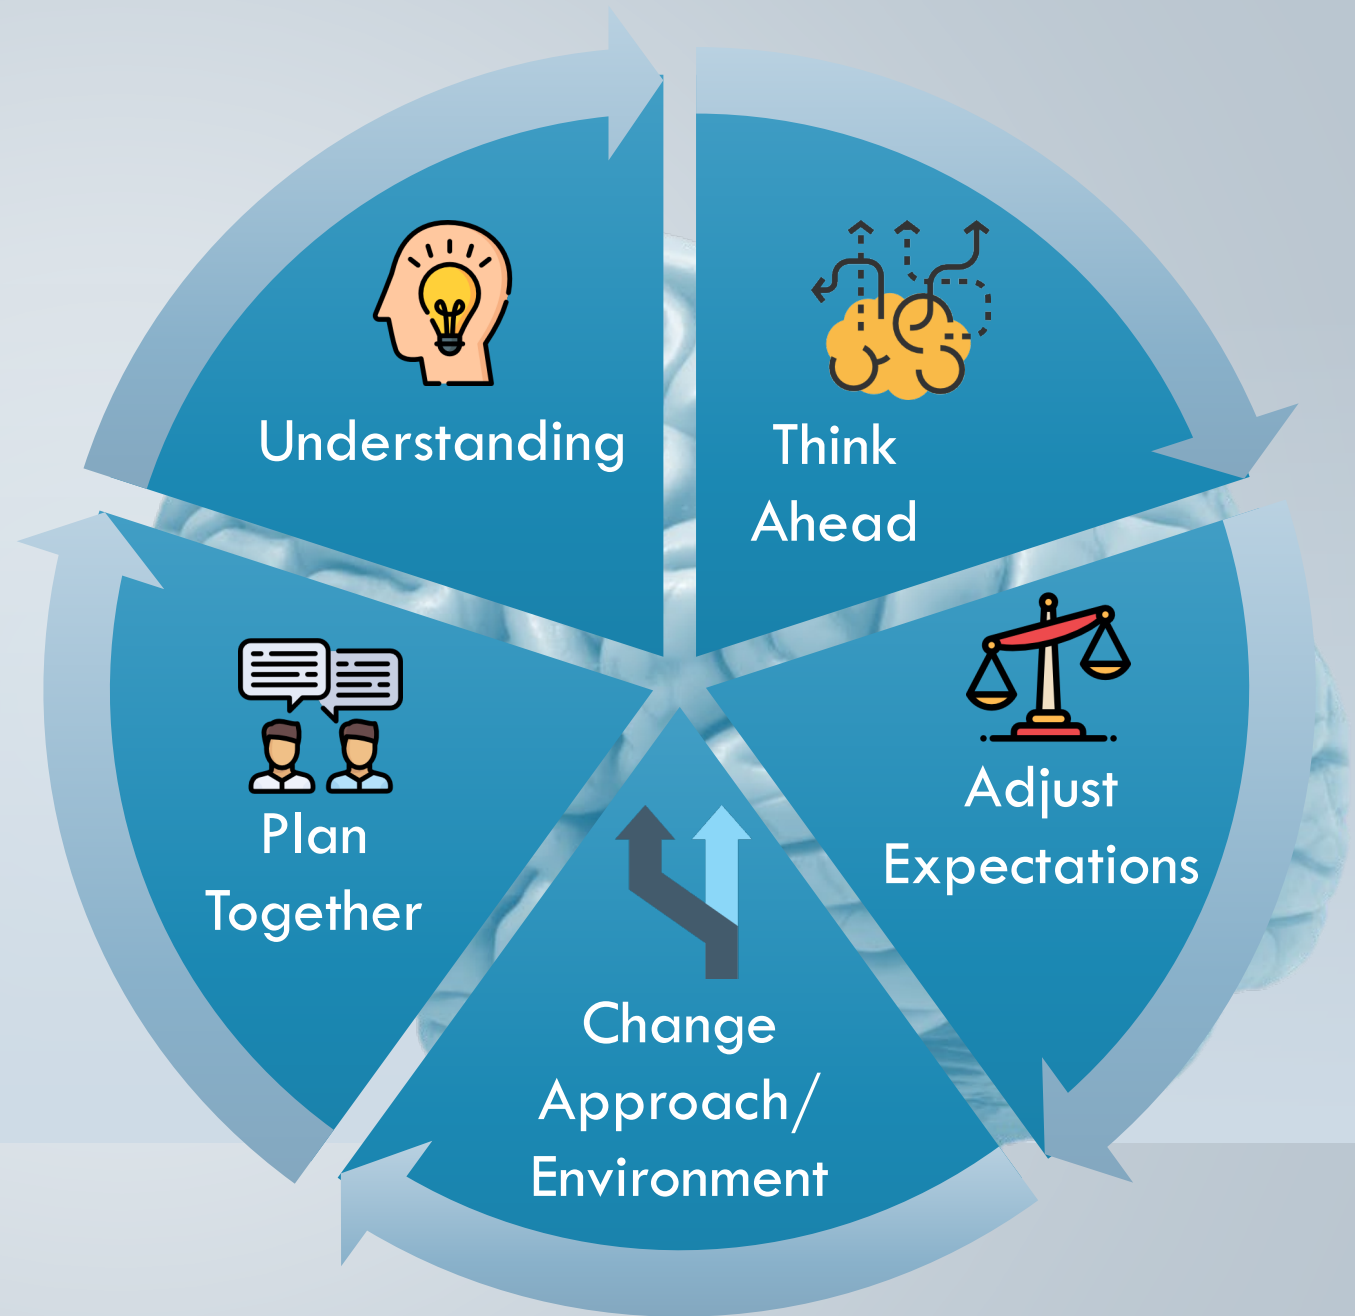 Understanding
Think
Ahead
Adjust
Expectations
Change
Approach/
Environment
Plan
Together